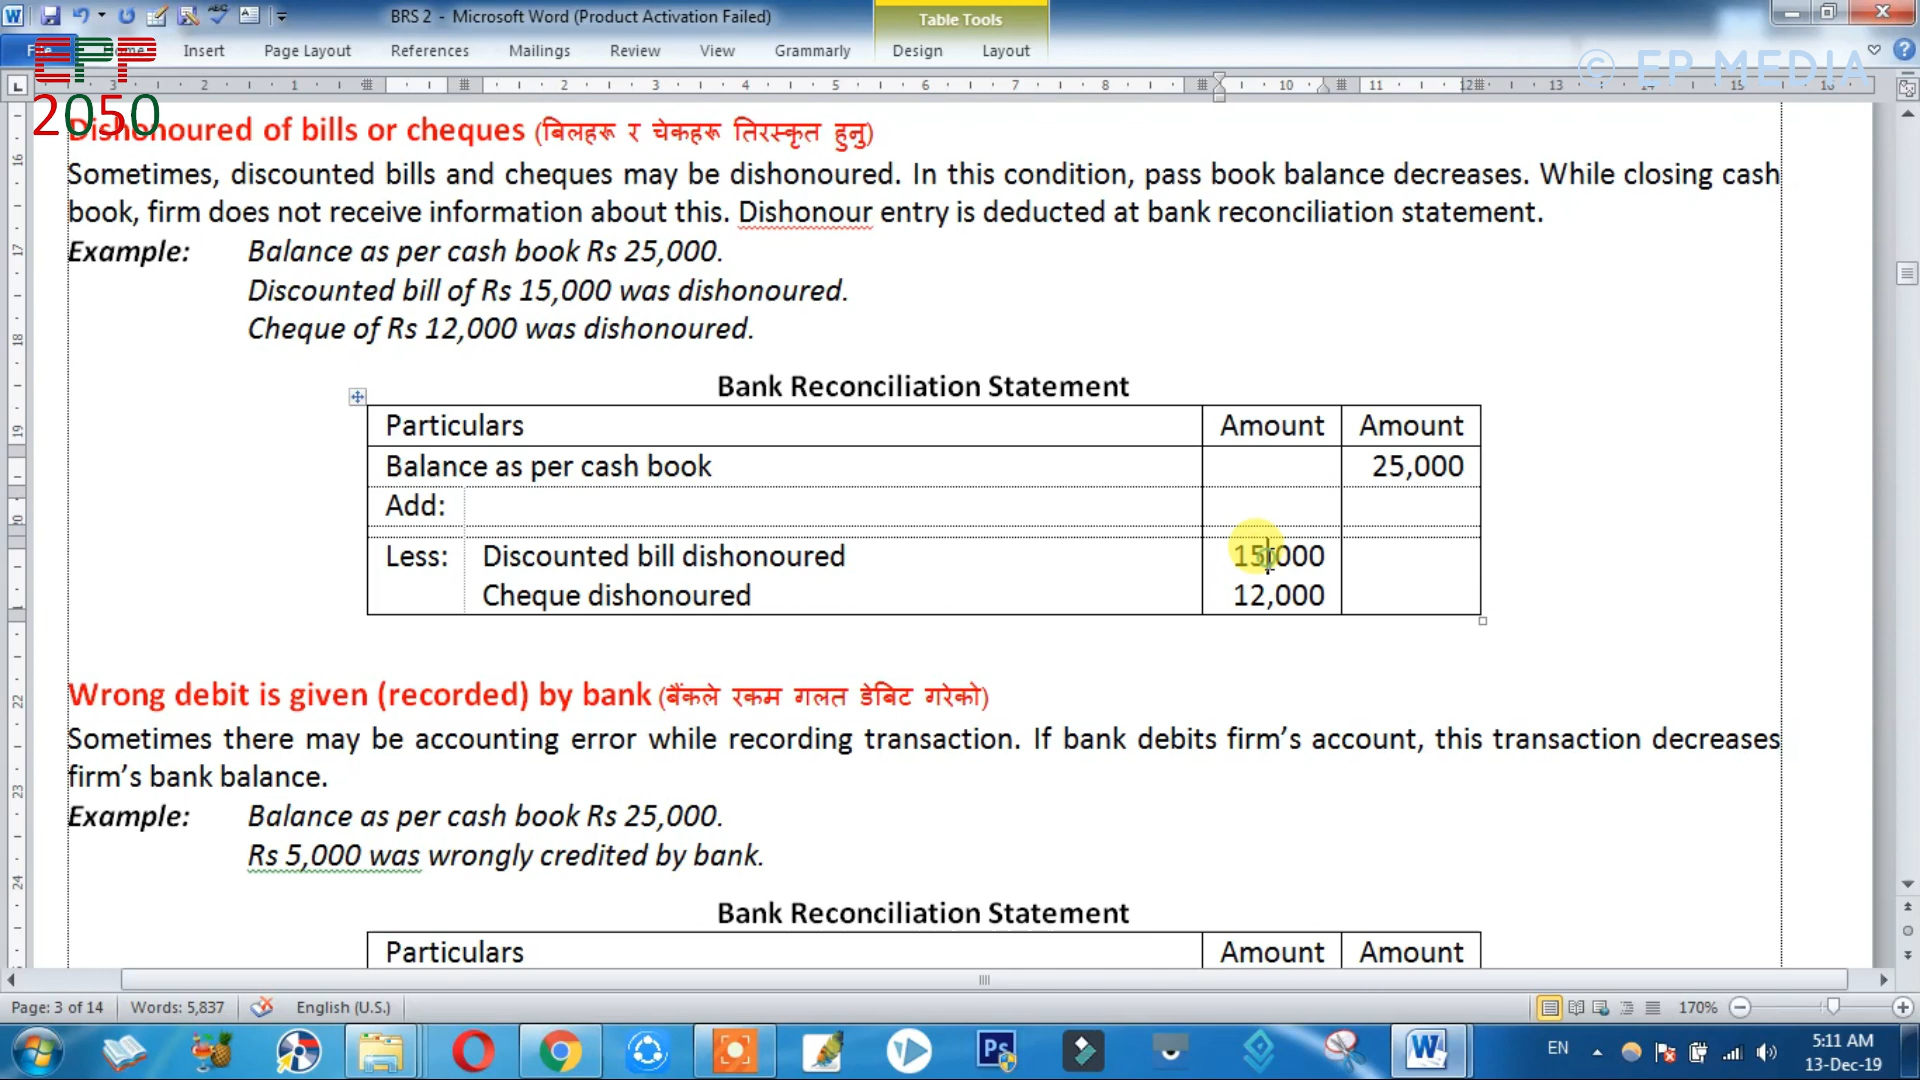 BRS 2 - Microsoft Word (Product Activation Failed)
Table Tools
File Home Insert Page Layout References Mailings Review View Grammarly Design Layout
EPP
2050
© EP MEDIA
Dishonoured of bills or cheques (बिलहरू र चेकहरू तिरस्कृत हुनु)
Sometimes, discounted bills and cheques may be dishonoured. In this condition, pass book balance decreases. While closing cash
book, firm does not receive information about this. Dishonour entry is deducted at bank reconciliation statement.
Example: Balance as per cash book Rs 25,000.
Discounted bill of Rs 15,000 was dishonoured.
Cheque of Rs 12,000 was dishonoured.
Bank Reconciliation Statement
Particulars Amount Amount
Balance as per cash book 25,000
Add:
Less: Discounted bill dishonoured 15,000
Cheque dishonoured 12,000
Wrong debit is given (recorded) by bank (बैंकले रकम गलत डेबिट गरेको)
Sometimes there may be accounting error while recording transaction. If bank debits firm's account, this transaction decreases
firm's bank balance.
Example: Balance as per cash book Rs 25,000.
Rs 5,000 was wrongly credited by bank.
Bank Reconciliation Statement
Particulars Amount Amount
Page: 3 of 14 Words: 5,837 English (U.S.) 170%
EN 5:11 AM
13-Dec-19